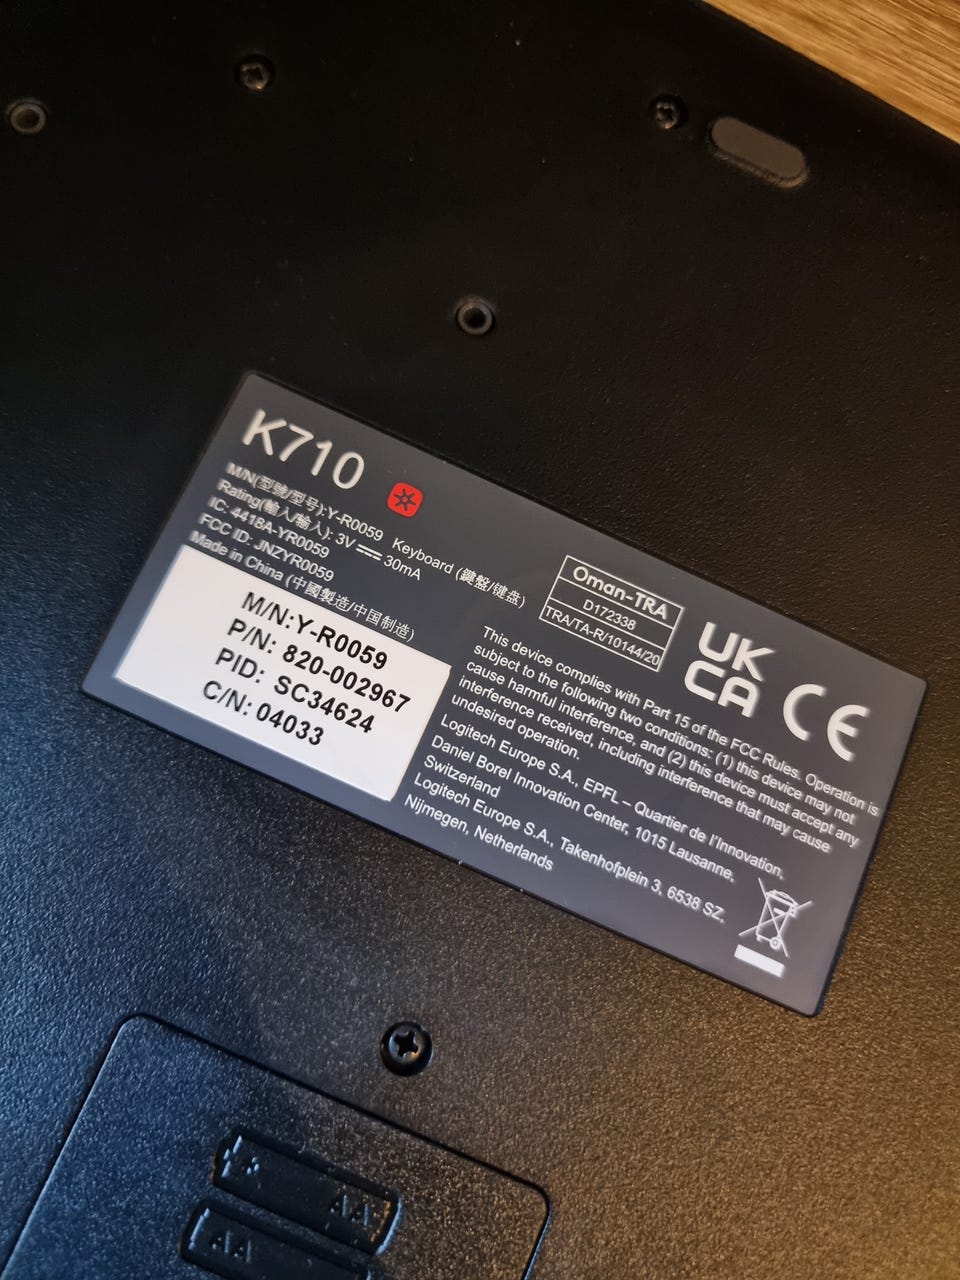 K710
M/N(型號/型号):Y-R0059 Keyboard (鍵盤/键盘)
Rating(輸入/输入): 3V ⎓ 30mA
IC: 4418A-YR0059
FCC ID: JNZYR0059
Made in China (中國製造/中国制造)
M/N:Y-R0059
P/N: 820-002967
PID: SC34624
C/N: 04033
Oman-TRA
D172338
TRA/TA-R/10144/20
UK
CA
CE
This device complies with Part 15 of the FCC Rules. Operation is
subject to the following two conditions: (1) this device may not
cause harmful interference, and (2) this device must accept any
interference received, including interference that may cause
undesired operation.
Logitech Europe S.A., EPFL – Quartier de l'Innovation,
Daniel Borel Innovation Center, 1015 Lausanne,
Switzerland
Logitech Europe S.A., Takenhofplein 3, 6538 SZ,
Nijmegen, Netherlands
AA
AA